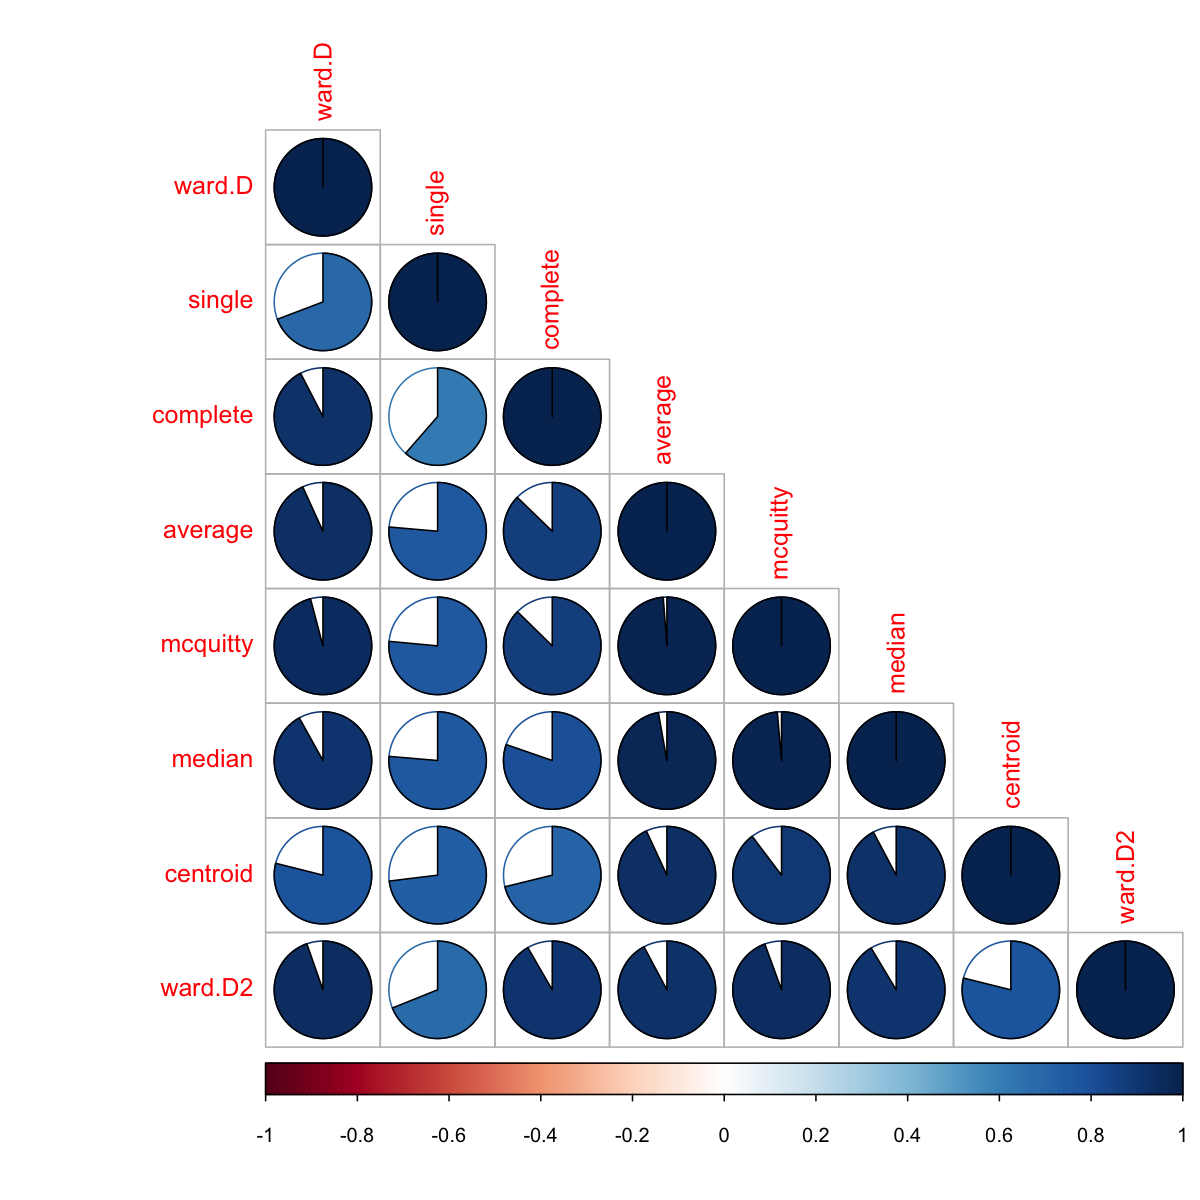 ward.D
ward.D
single
single
complete
complete
average
average
mcquitty
mcquitty
median
median
centroid
centroid
ward.D2
ward.D2
-1 -0.8 -0.6 -0.4 -0.2 0 0.2 0.4 0.6 0.8 1